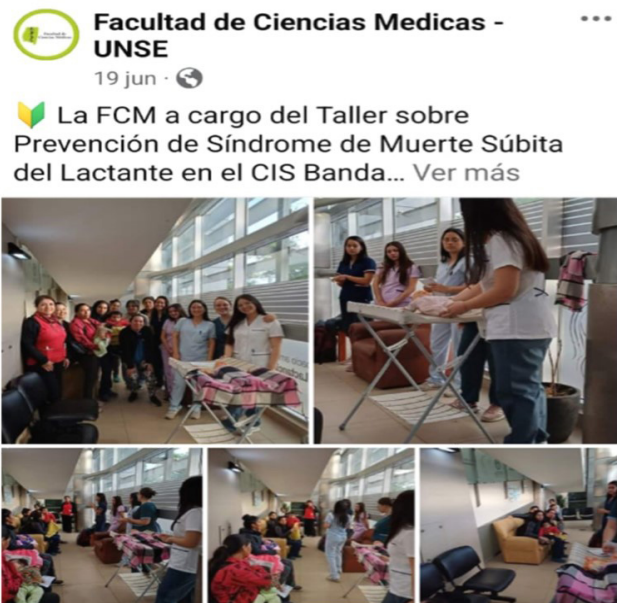 Facultad de Ciencias Medicas -
UNSE
19 jun ·
La FCM a cargo del Taller sobre
Prevención de Síndrome de Muerte Súbita
del Lactante en el CIS Banda... Ver más